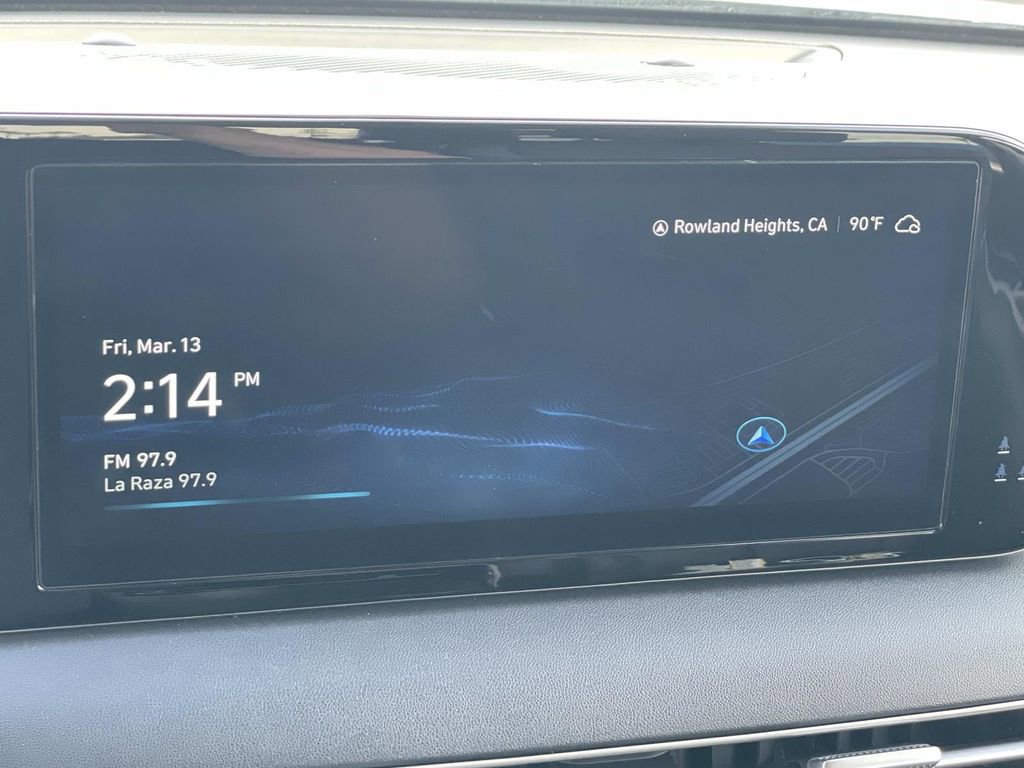 Rowland Heights, CA | 90°F
Fri, Mar. 13
2:14 PM
FM 97.9
La Raza 97.9